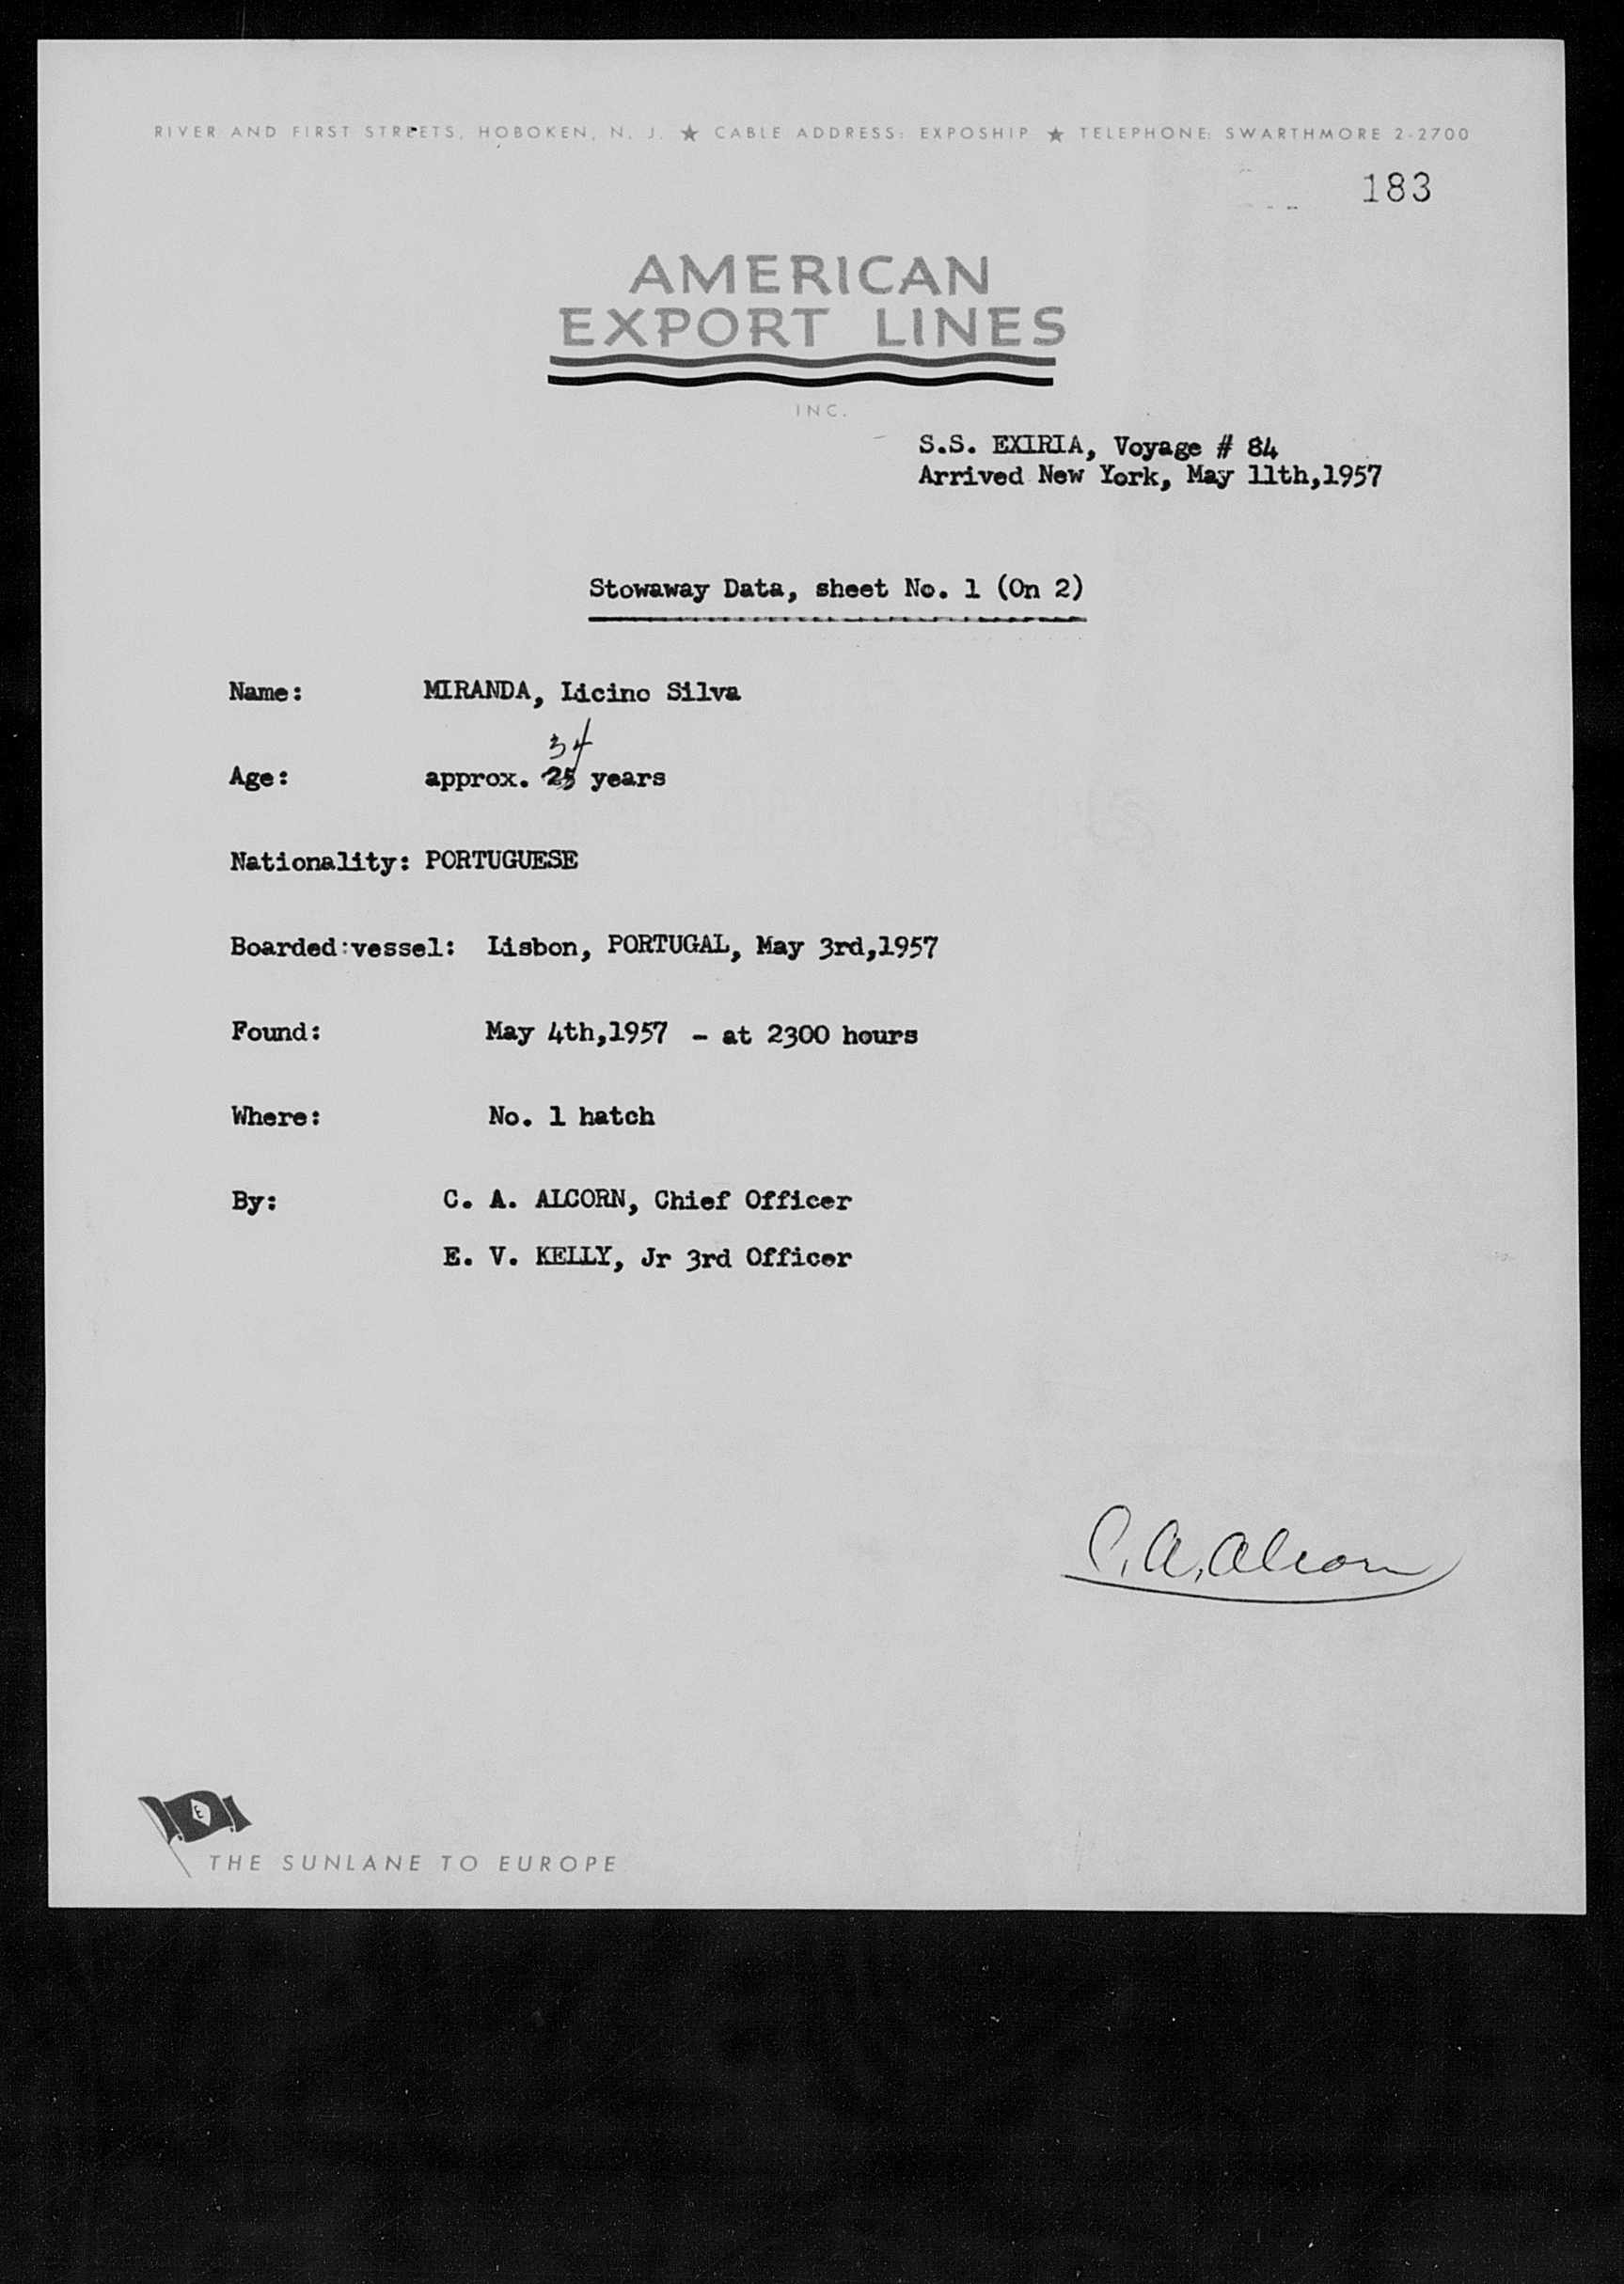 RIVER AND FIRST STREETS, HOBOKEN, N. J. ★ CABLE ADDRESS: EXPOSHIP ★ TELEPHONE: SWARTHMORE 2-2700
183
AMERICAN
EXPORT LINES
INC.
S.S. EXIRIA, Voyage # 84
Arrived New York, May 11th,1957
Stowaway Data, sheet No. 1 (On 2)
Name: MIRANDA, Licino Silva
34
Age: approx. 25 years
Nationality: PORTUGUESE
Boarded:vessel: Lisbon, PORTUGAL, May 3rd,1957
Found: May 4th,1957 - at 2300 hours
Where: No. 1 hatch
By: C. A. ALCORN, Chief Officer
E. V. KELLY, Jr 3rd Officer
C. A. Alcorn
E
THE SUNLANE TO EUROPE